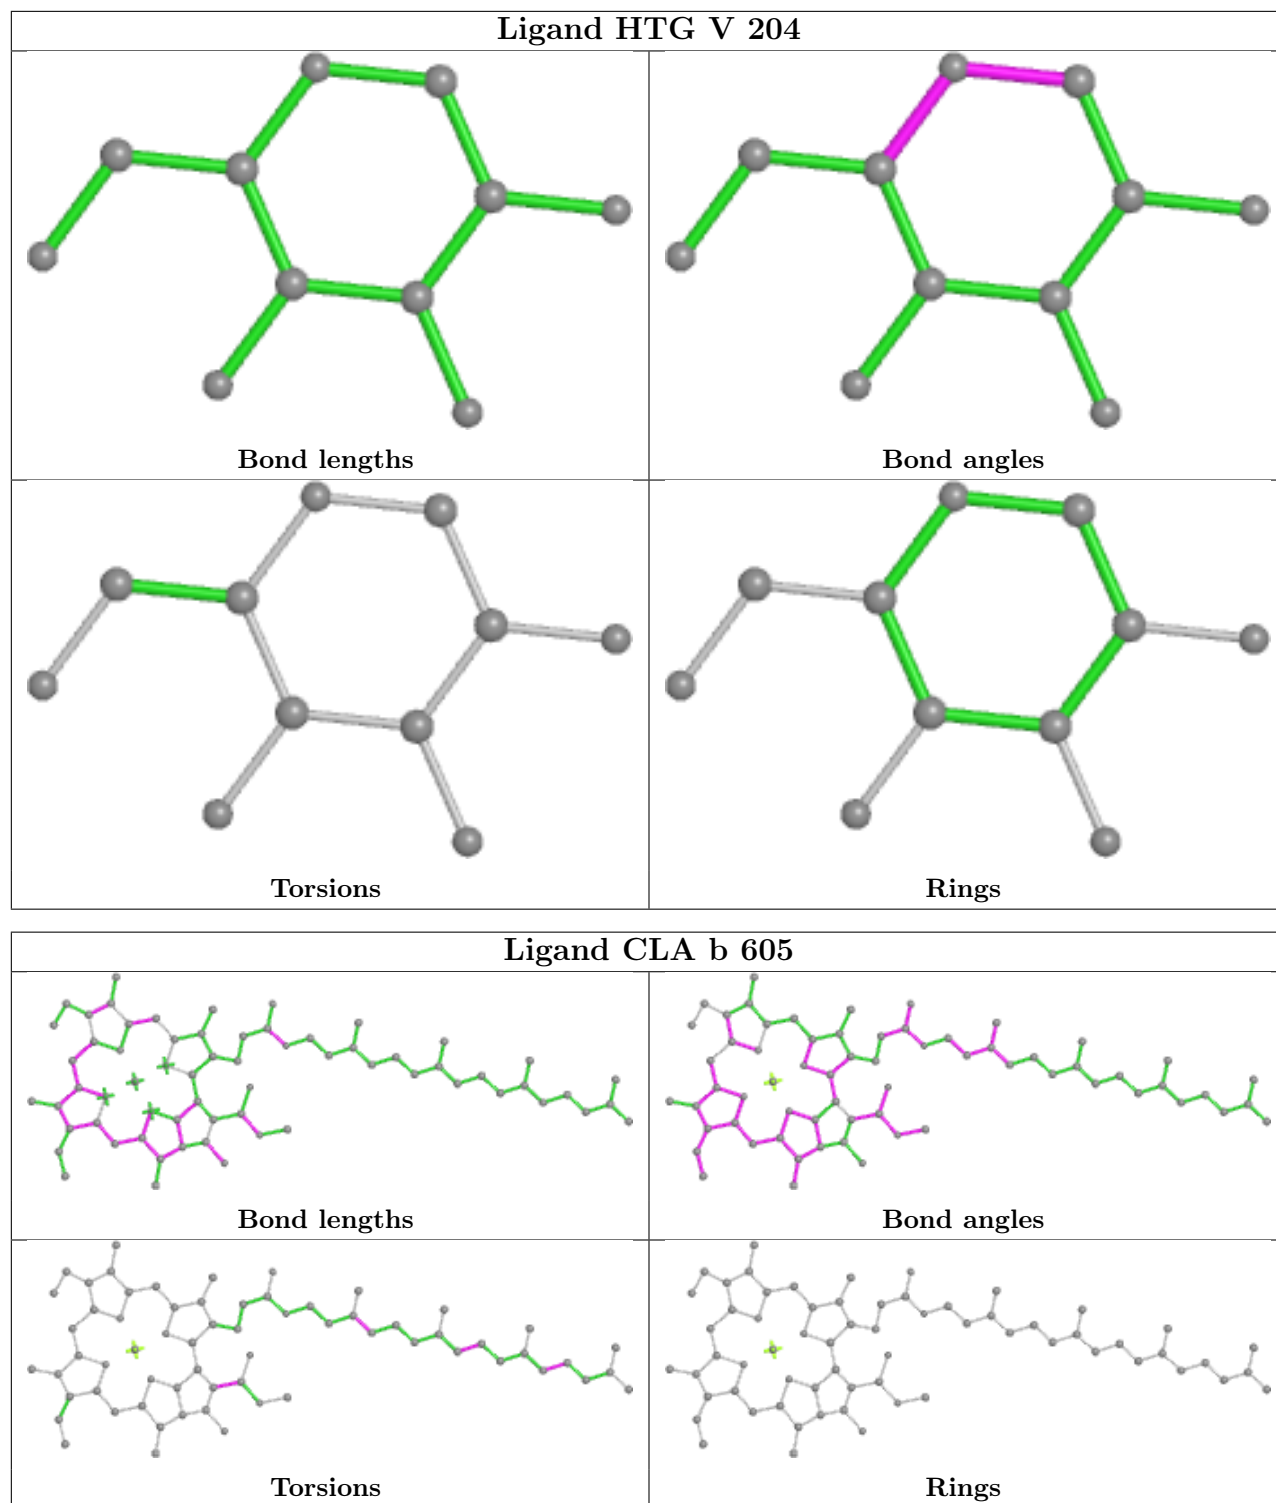 Ligand HTG V 204
Bond lengths
Bond angles
Torsions
Rings
Ligand CLA b 605
Bond lengths
Bond angles
Torsions
Rings